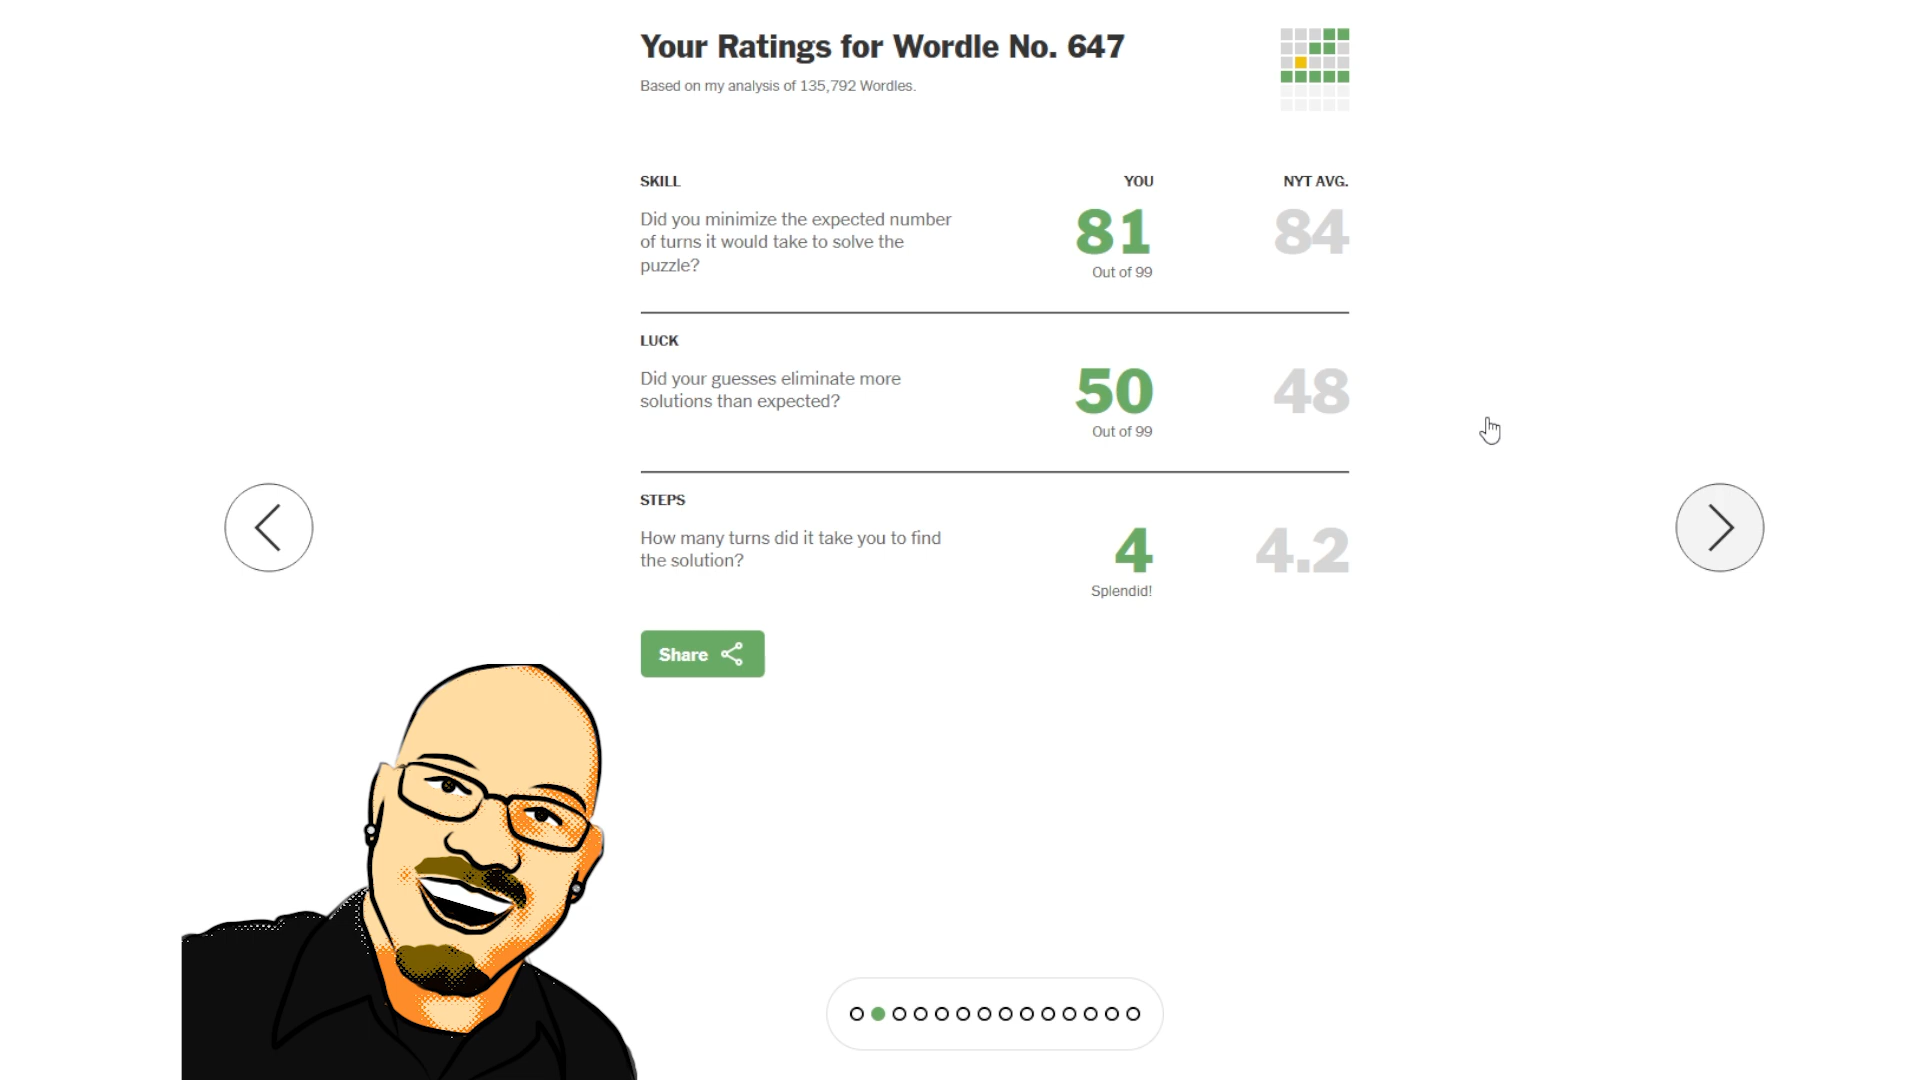 Your Ratings for Wordle No. 647
Based on my analysis of 135,792 Wordles.
SKILL YOU NYT AVG.
Did you minimize the expected number
of turns it would take to solve the
puzzle?
81 84
Out of 99
LUCK
Did your guesses eliminate more
solutions than expected?
50 48
Out of 99
STEPS
How many turns did it take you to find
the solution?
4 4.2
Splendid!
Share